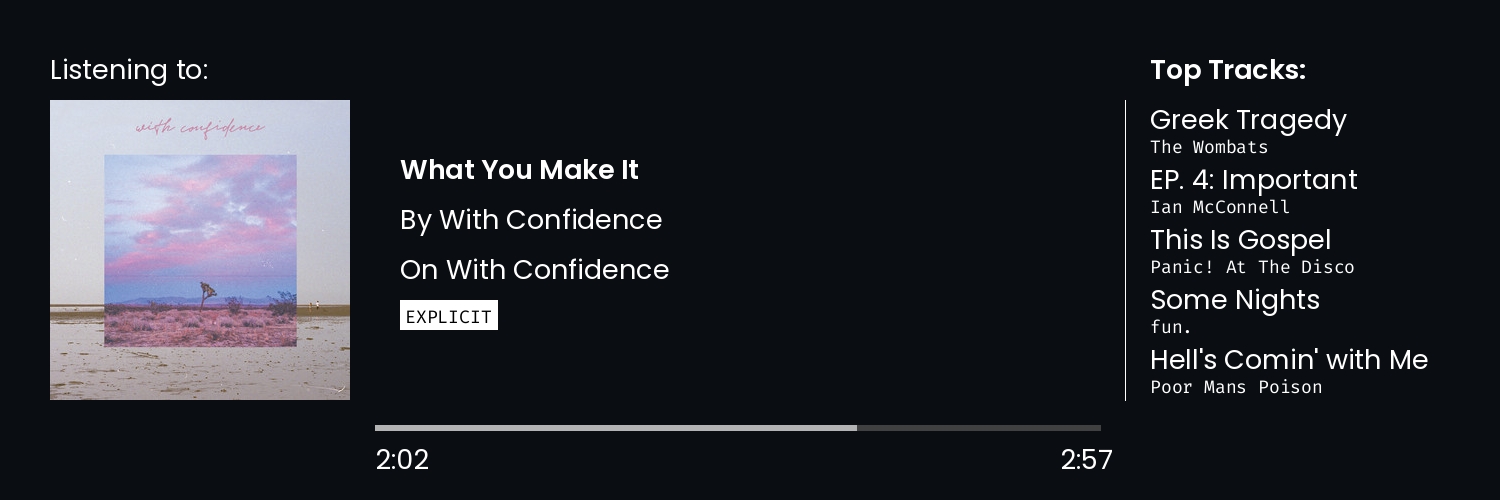 Listening to:
with confidence
What You Make It
By With Confidence
On With Confidence
EXPLICIT
2:02
2:57
Top Tracks:
Greek Tragedy
The Wombats
EP. 4: Important
Ian McConnell
This Is Gospel
Panic! At The Disco
Some Nights
fun.
Hell's Comin' with Me
Poor Mans Poison